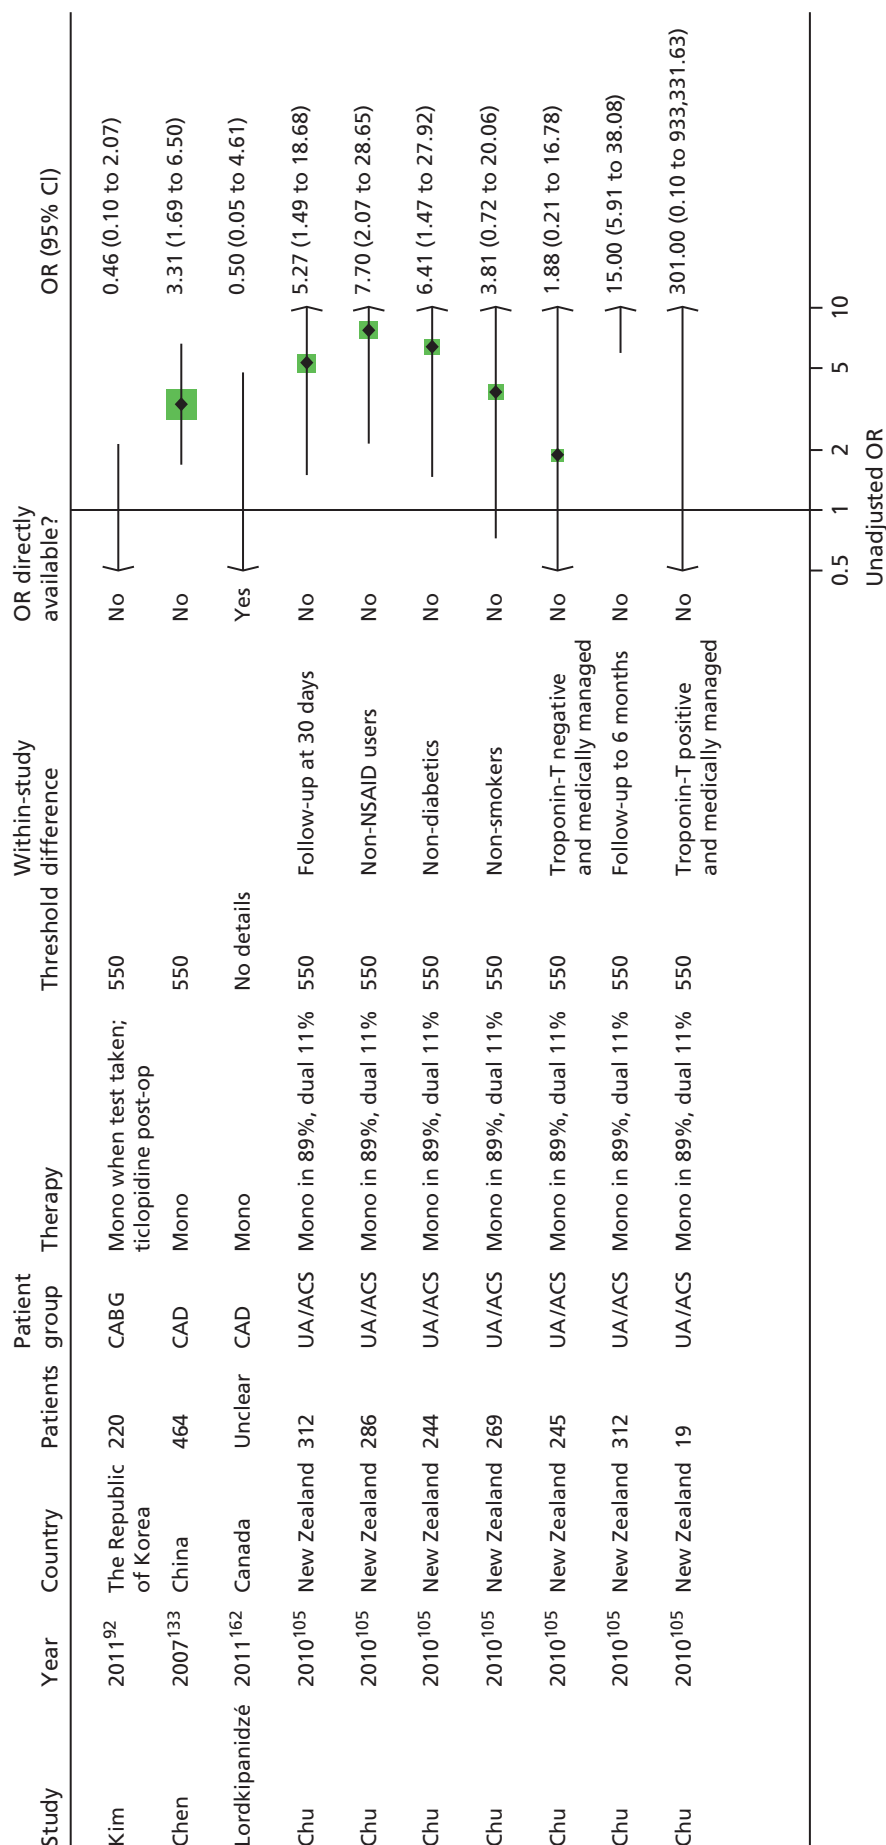 Study Year Country Patients Patient group Therapy Threshold Within-study difference OR directly available? OR (95% CI)
Kim 201192 The Republic of Korea 220 CABG Mono when test taken; ticlopidine post-op 550 No 0.46 (0.10 to 2.07)
Chen 2007133 China 464 CAD Mono 550 No 3.31 (1.69 to 6.50)
Lordkipanidzé 2011162 Canada Unclear CAD Mono No details Yes 0.50 (0.05 to 4.61)
Chu 2010105 New Zealand 312 UA/ACS Mono in 89%, dual 11% 550 Follow-up at 30 days No 5.27 (1.49 to 18.68)
Chu 2010105 New Zealand 286 UA/ACS Mono in 89%, dual 11% 550 Non-NSAID users No 7.70 (2.07 to 28.65)
Chu 2010105 New Zealand 244 UA/ACS Mono in 89%, dual 11% 550 Non-diabetics No 6.41 (1.47 to 27.92)
Chu 2010105 New Zealand 269 UA/ACS Mono in 89%, dual 11% 550 Non-smokers No 3.81 (0.72 to 20.06)
Chu 2010105 New Zealand 245 UA/ACS Mono in 89%, dual 11% 550 Troponin-T negative and medically managed No 1.88 (0.21 to 16.78)
Chu 2010105 New Zealand 312 UA/ACS Mono in 89%, dual 11% 550 Follow-up to 6 months No 15.00 (5.91 to 38.08)
Chu 2010105 New Zealand 19 UA/ACS Mono in 89%, dual 11% 550 Troponin-T positive and medically managed No 301.00 (0.10 to 933,331.63)
0.5 1 2 5 10
Unadjusted OR